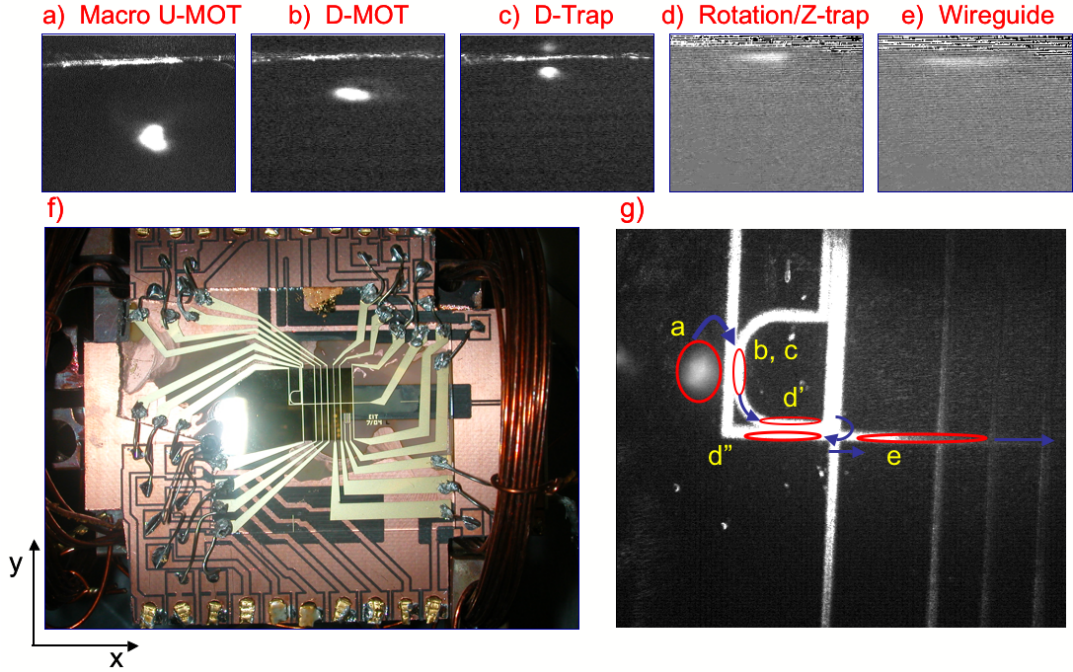 a) Macro U-MOT
b) D-MOT
c) D-Trap
d) Rotation/Z-trap
e) Wireguide
f)
g)
a
b, c
d'
d"
e
y
x